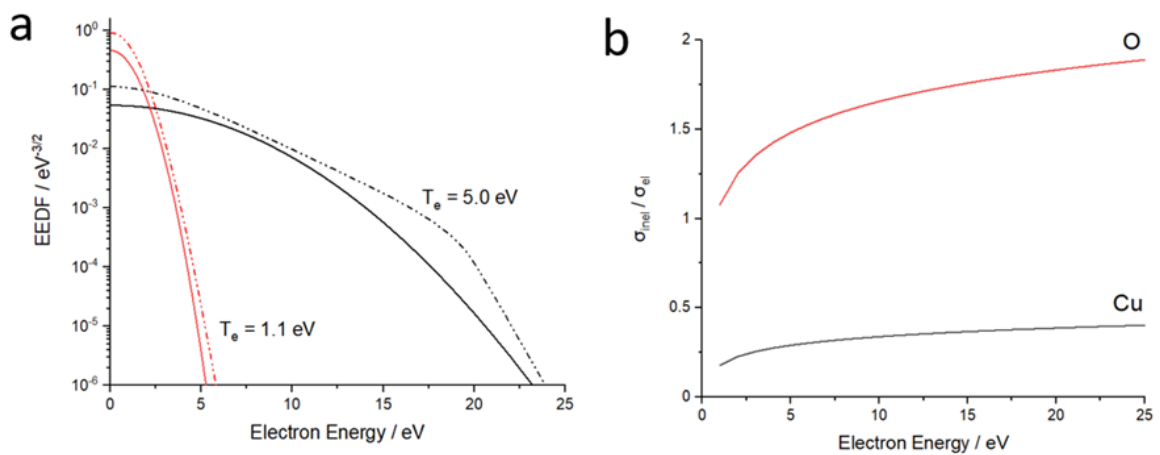 a
EEDF / eV⁻³ᐟ²
10⁰
10⁻¹
10⁻²
10⁻³
10⁻⁴
10⁻⁵
10⁻⁶
Tₑ = 5.0 eV
Tₑ = 1.1 eV
0 5 10 15 20 25
Electron Energy / eV
b
σᵢₙₑₗ / σₑₗ
2
1.5
1
0.5
0
O
Cu
0 5 10 15 20 25
Electron Energy / eV